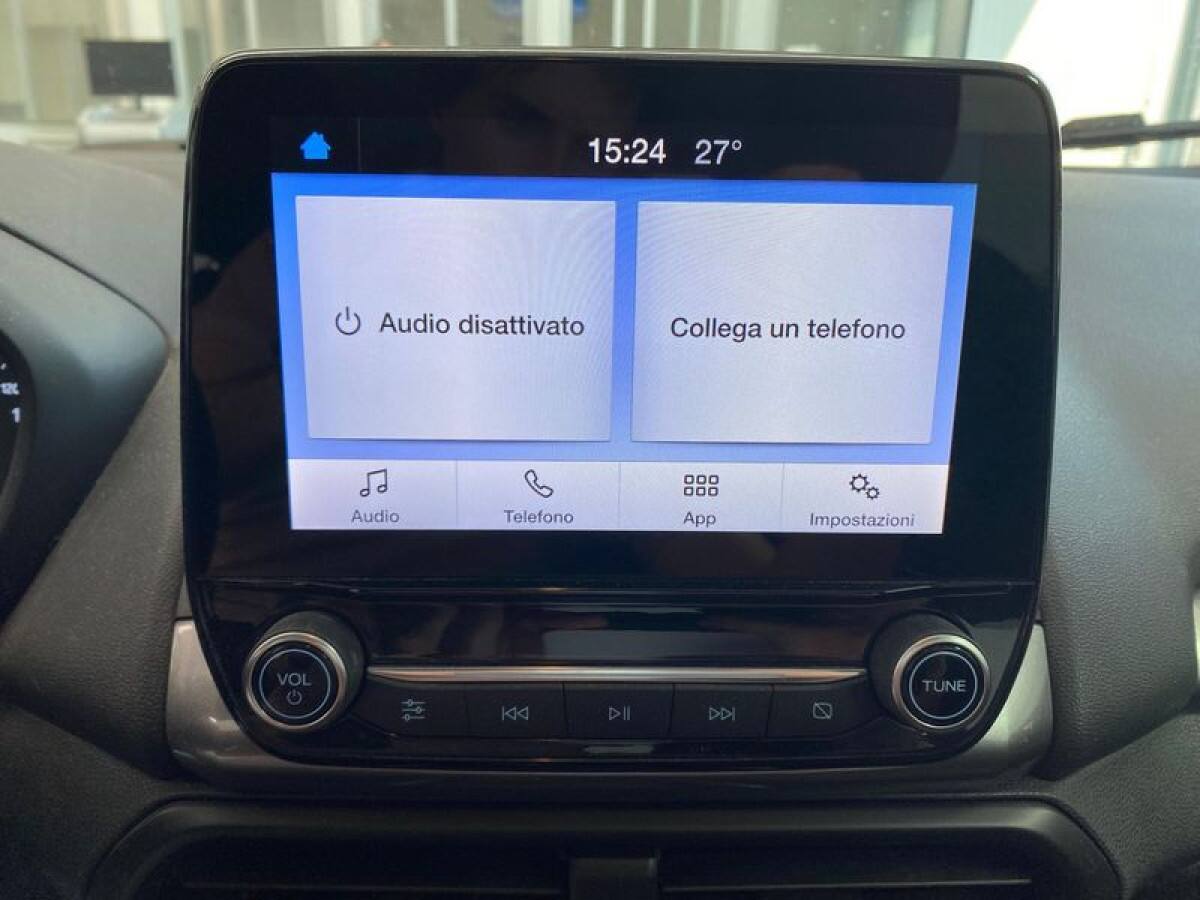 15:24 27°
Audio disattivato
Collega un telefono
Audio
Telefono
App
Impostazioni
VOL
TUNE